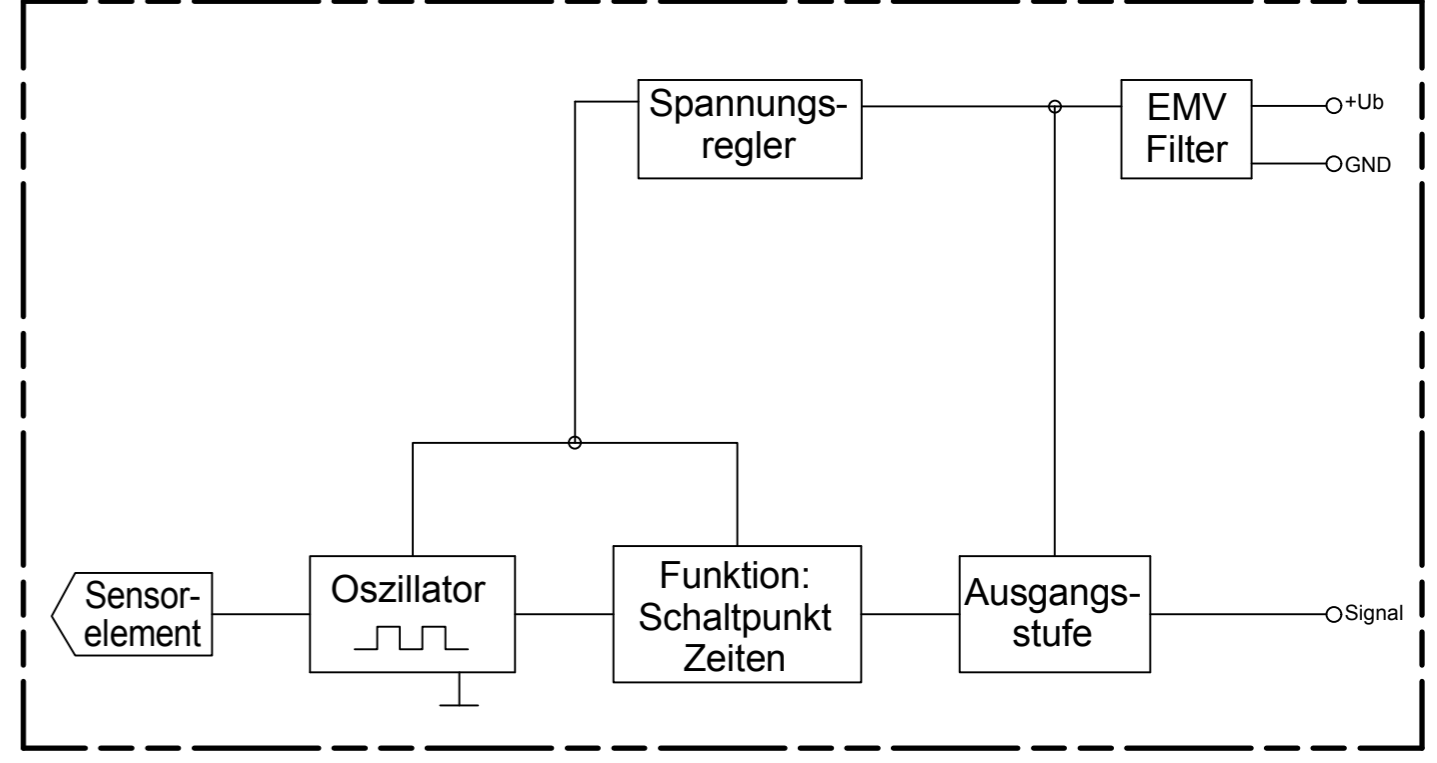 Spannungs-
regler
EMV
Filter
+Ub
GND
Sensor-
element
Oszillator
Funktion:
Schaltpunkt
Zeiten
Ausgangs-
stufe
Signal